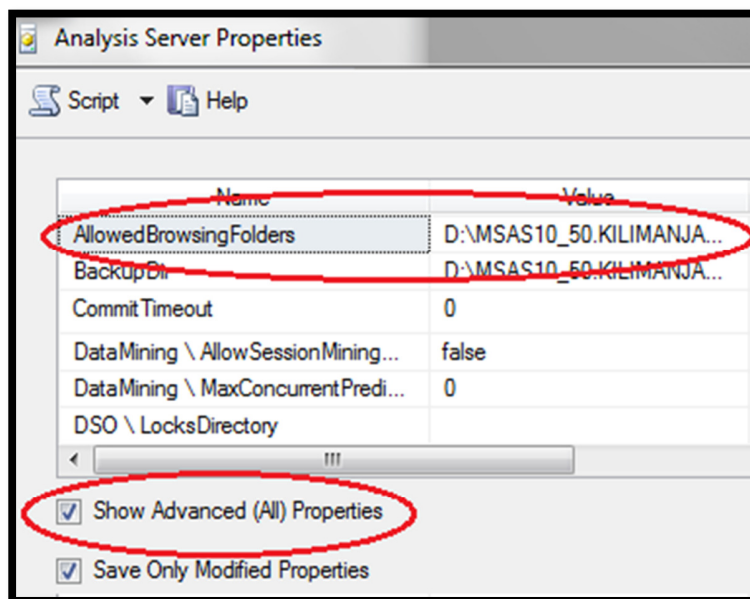 Analysis Server Properties
Script Help
Name Value
AllowedBrowsingFolders D:\MSAS10_50.KILIMANJA...
BackupDir D:\MSAS10_50.KILIMANJA...
CommitTimeout 0
DataMining \ AllowSessionMining... false
DataMining \ MaxConcurrentPredi... 0
DSO \ LocksDirectory
Show Advanced (All) Properties
Save Only Modified Properties